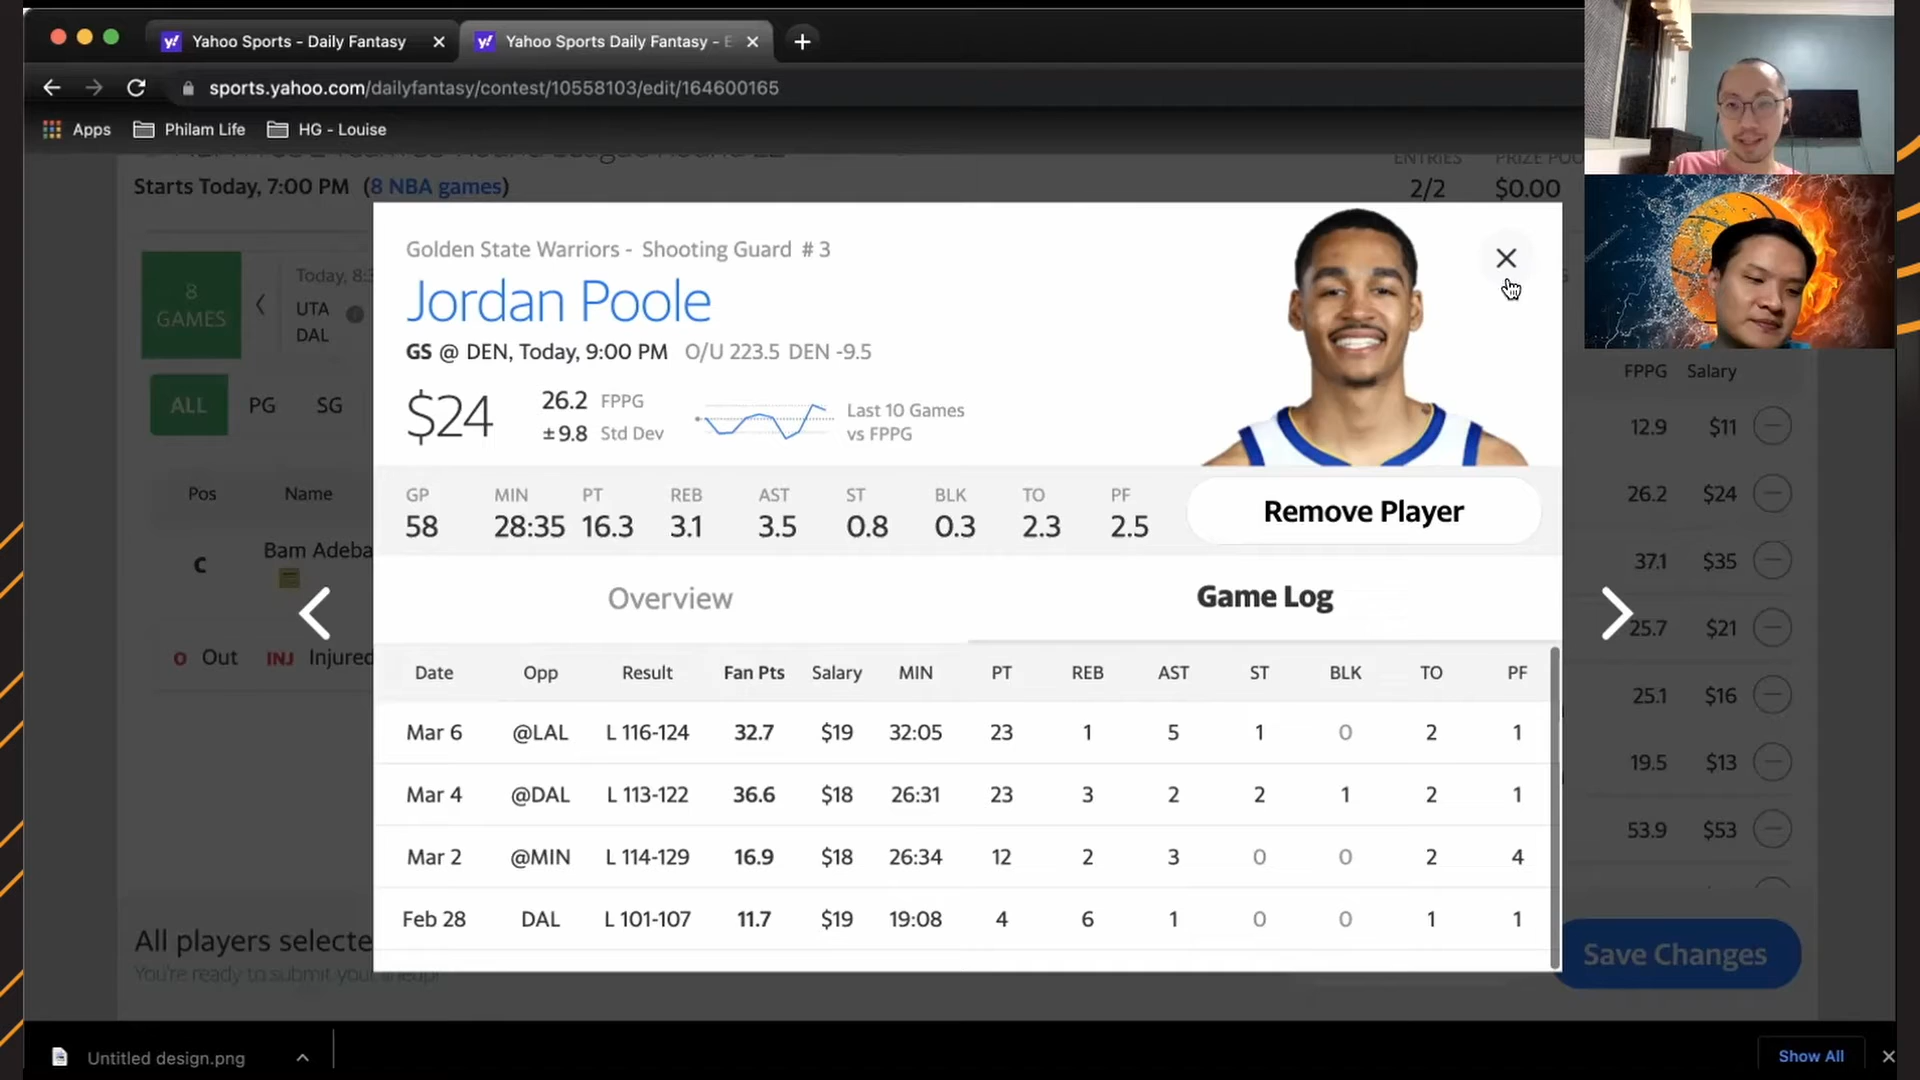 Yahoo Sports - Daily Fantasy
Yahoo Sports Daily Fantasy - E
sports.yahoo.com/dailyfantasy/contest/10558103/edit/164600165
Apps Philam Life HG - Louise
Starts Today, 7:00 PM (8 NBA games)
ENTRIES PRIZE POO
2/2 $0.00
8 GAMES
Today, 8:3
UTA
DAL
ALL PG SG
Pos Name
C Bam Adeba
O Out INJ Injured
Golden State Warriors - Shooting Guard # 3
Jordan Poole
GS @ DEN, Today, 9:00 PM O/U 223.5 DEN -9.5
$24 26.2 FPPG
±9.8 Std Dev
Last 10 Games
vs FPPG
GP MIN PT REB AST ST BLK TO PF
58 28:35 16.3 3.1 3.5 0.8 0.3 2.3 2.5
Remove Player
Overview Game Log
Date Opp Result Fan Pts Salary MIN PT REB AST ST BLK TO PF
Mar 6 @LAL L 116-124 32.7 $19 32:05 23 1 5 1 0 2 1
Mar 4 @DAL L 113-122 36.6 $18 26:31 23 3 2 2 1 2 1
Mar 2 @MIN L 114-129 16.9 $18 26:34 12 2 3 0 0 2 4
Feb 28 DAL L 101-107 11.7 $19 19:08 4 6 1 0 0 1 1
FPPG Salary
12.9 $11
26.2 $24
37.1 $35
25.7 $21
25.1 $16
19.5 $13
53.9 $53
All players selecte
You're ready to submit your lineup!
Save Changes
Untitled design.png
Show All